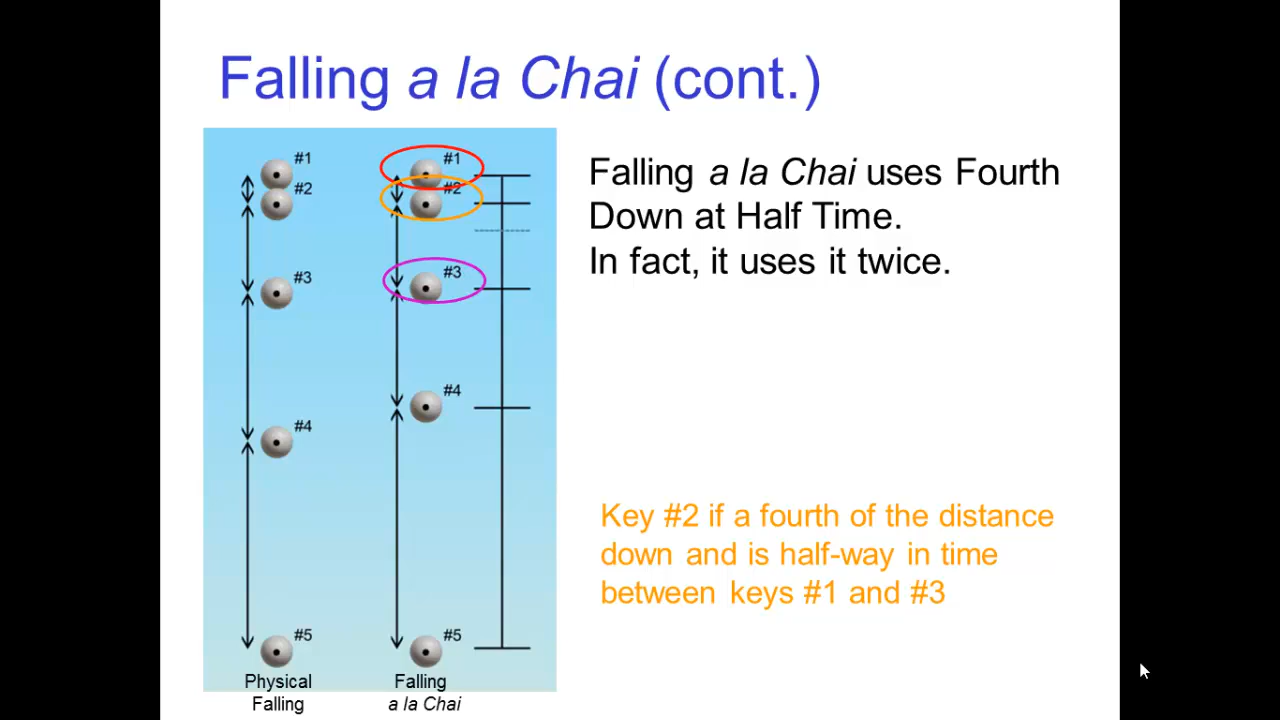 Falling a la Chai (cont.)
#1
#2
#3
#4
#5
Physical
Falling
#1
#2
#3
#4
#5
Falling
a la Chai
Falling a la Chai uses Fourth
Down at Half Time.
In fact, it uses it twice.
Key #2 if a fourth of the distance
down and is half-way in time
between keys #1 and #3